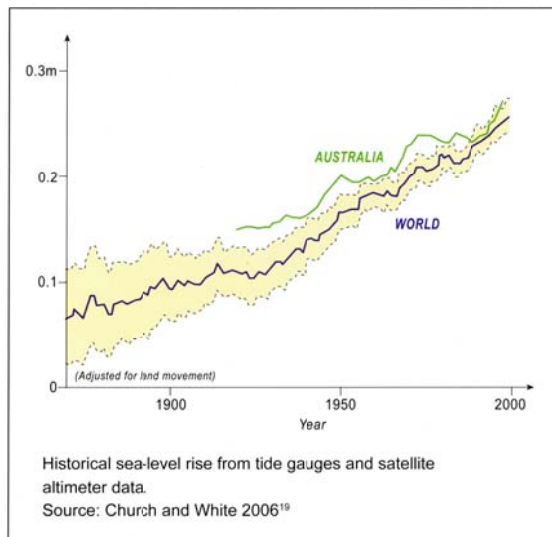 0.3m
AUSTRALIA
0.2
WORLD
0.1
0
(Adjusted for land movement)
1900
1950
2000
Year
Historical sea-level rise from tide gauges and satellite
altimeter data.
Source: Church and White 2006¹⁹